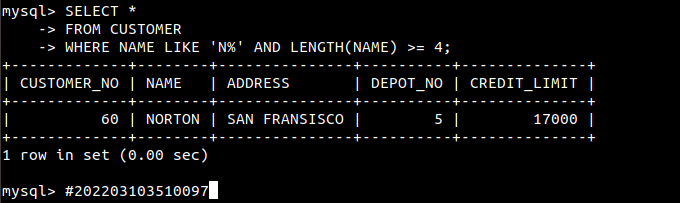 mysql> SELECT *
    -> FROM CUSTOMER
    -> WHERE NAME LIKE 'N%' AND LENGTH(NAME) >= 4;
+-------------+--------+---------------+----------+--------------+
| CUSTOMER_NO | NAME   | ADDRESS       | DEPOT_NO | CREDIT_LIMIT |
+-------------+--------+---------------+----------+--------------+
|          60 | NORTON | SAN FRANSISCO |        5 |        17000 |
+-------------+--------+---------------+----------+--------------+
1 row in set (0.00 sec)
mysql> #202203103510097